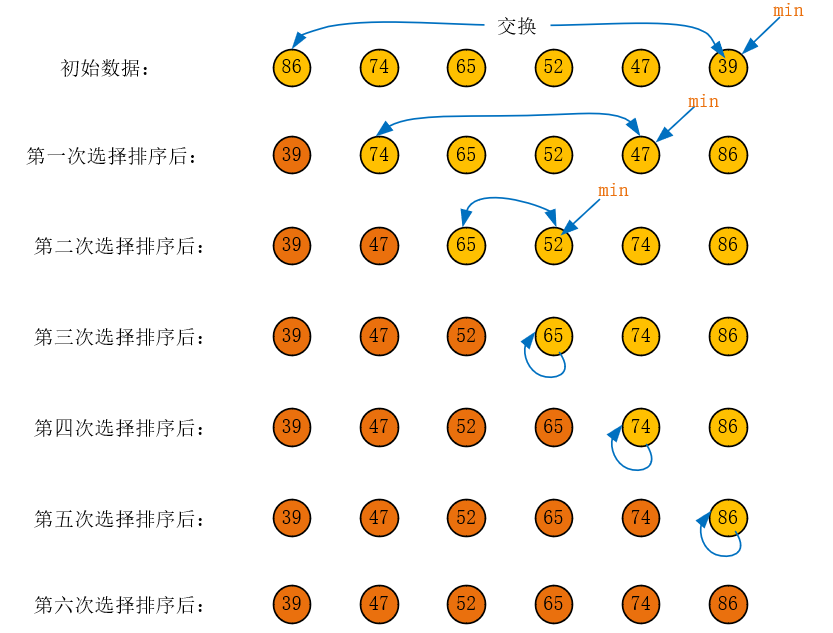 交换 min
初始数据： 86 74 65 52 47 39
min
第一次选择排序后： 39 74 65 52 47 86
min
第二次选择排序后： 39 47 65 52 74 86
第三次选择排序后： 39 47 52 65 74 86
第四次选择排序后： 39 47 52 65 74 86
第五次选择排序后： 39 47 52 65 74 86
第六次选择排序后： 39 47 52 65 74 86